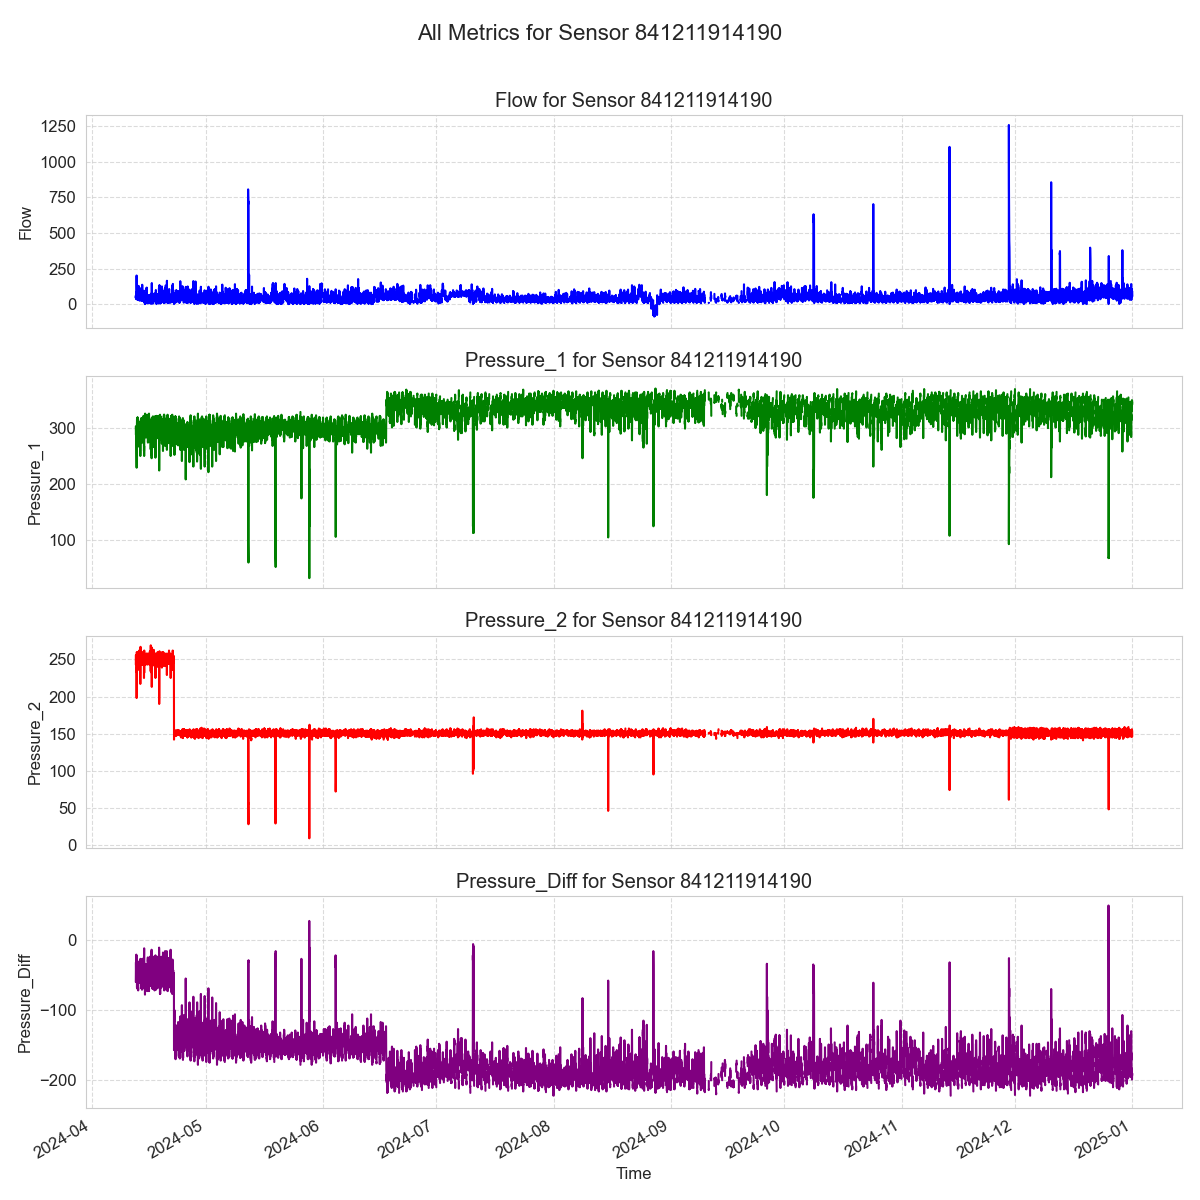 All Metrics for Sensor 841211914190
Flow for Sensor 841211914190
1250
1000
750
500
250
0
Flow
Pressure_1 for Sensor 841211914190
300
200
100
Pressure_1
Pressure_2 for Sensor 841211914190
250
200
150
100
50
0
Pressure_2
Pressure_Diff for Sensor 841211914190
0
−100
−200
Pressure_Diff
2024-04
2024-05
2024-06
2024-07
2024-08
2024-09
2024-10
2024-11
2024-12
2025-01
Time